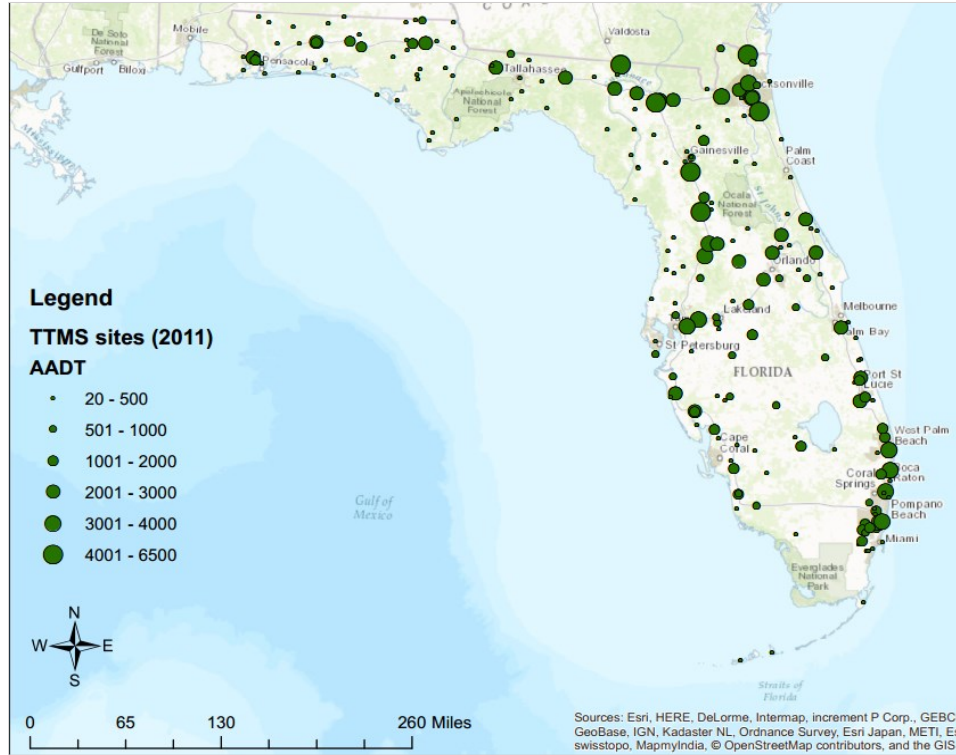 De Soto
National
Forest
Mobile
Gulfport
Biloxi
Pensacola
Valdosta
Tallahassee
Apalachicola
National
Forest
Jacksonville
Gainesville
Palm
Coast
Ocala
National
Forest
St Johns
Orlando
Lakeland
Melbourne
Palm Bay
St Petersburg
FLORIDA
Port St
Lucie
Cape
Coral
West Palm
Beach
Boca
Raton
Coral
Springs
Pompano
Beach
Miami
Everglades
National
Park
Gulf of
Mexico
Straits of
Florida
Legend
TTMS sites (2011)
AADT
20 - 500
501 - 1000
1001 - 2000
2001 - 3000
3001 - 4000
4001 - 6500
N
W
E
S
0
65
130
260 Miles
Sources: Esri, HERE, DeLorme, Intermap, increment P Corp., GEBC
GeoBase, IGN, Kadaster NL, Ordnance Survey, Esri Japan, METI, Es
swisstopo, MapmyIndia, © OpenStreetMap contributors, and the GIS